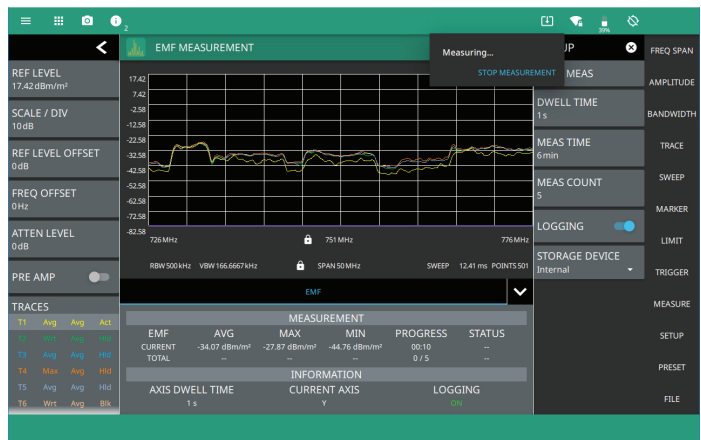 2
39%
EMF MEASUREMENT
Measuring...
STOP MEASUREMENT
UP
MEAS
REF LEVEL
17.42 dBm/m²
SCALE / DIV
10 dB
REF LEVEL OFFSET
0 dB
FREQ OFFSET
0 Hz
ATTEN LEVEL
0 dB
PRE AMP
TRACES
T1 Avg Avg Act
T2 Wrt Avg Hld
T3 Avg Avg Hld
T4 Max Avg Hld
T5 Avg Avg Hld
T6 Wrt Avg Blk
17.42
7.42
-2.58
-12.58
-22.58
-32.58
-42.58
-52.58
-62.58
-72.58
-82.58
726 MHz 751 MHz 776 MHz
RBW 500 kHz VBW 166.6667 kHz SPAN 50 MHz SWEEP 12.41 ms POINTS 501
EMF
MEASUREMENT
EMF AVG MAX MIN PROGRESS STATUS
CURRENT -34.07 dBm/m² -27.87 dBm/m² -44.76 dBm/m² 00:10 --
TOTAL -- -- -- 0 / 5 --
INFORMATION
AXIS DWELL TIME CURRENT AXIS LOGGING
1 s Y ON
DWELL TIME
1 s
MEAS TIME
6 min
MEAS COUNT
5
LOGGING
STORAGE DEVICE
Internal
FREQ SPAN
AMPLITUDE
BANDWIDTH
TRACE
SWEEP
MARKER
LIMIT
TRIGGER
MEASURE
SETUP
PRESET
FILE